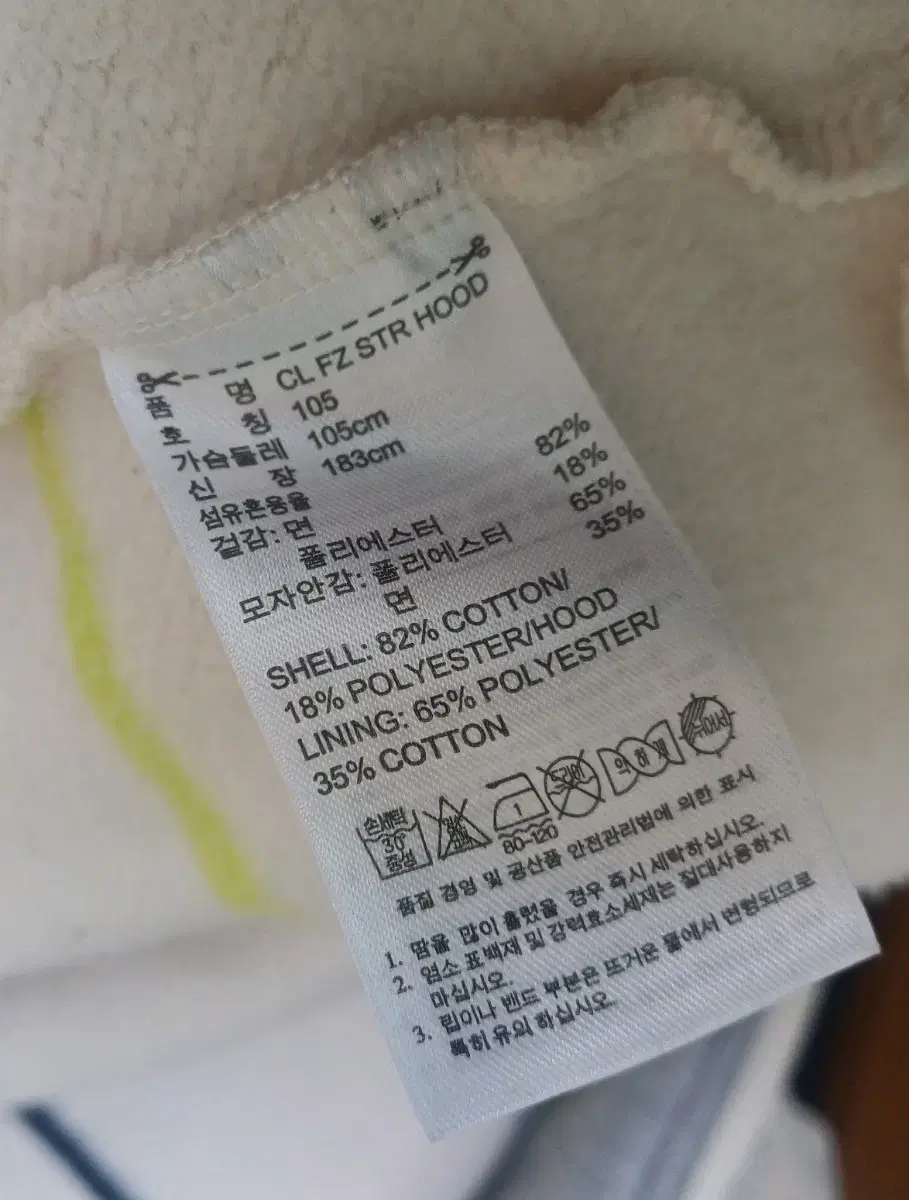 품 명 CL FZ STR HOOD
호 칭 105
가슴둘레 105cm
신 장 183cm
섬유혼용율
겉감: 면 82%
폴리에스터 18%
모자안감: 폴리에스터 65%
면 35%
SHELL: 82% COTTON/
18% POLYESTER/HOOD
LINING: 65% POLYESTER/
35% COTTON
손세탁 30° 중성 1 80-120 드라이 약하게 뉘어서
품질 경영 및 공산품 안전관리법에 의한 표시
1. 땀을 많이 흘렸을 경우 즉시 세탁하십시오.
2. 염소 표백제 및 강력효소세제는 절대사용하지
마십시오.
3. 립이나 밴드 부분은 뜨거운 물에서 변형되므로
특히 유의 하십시오.